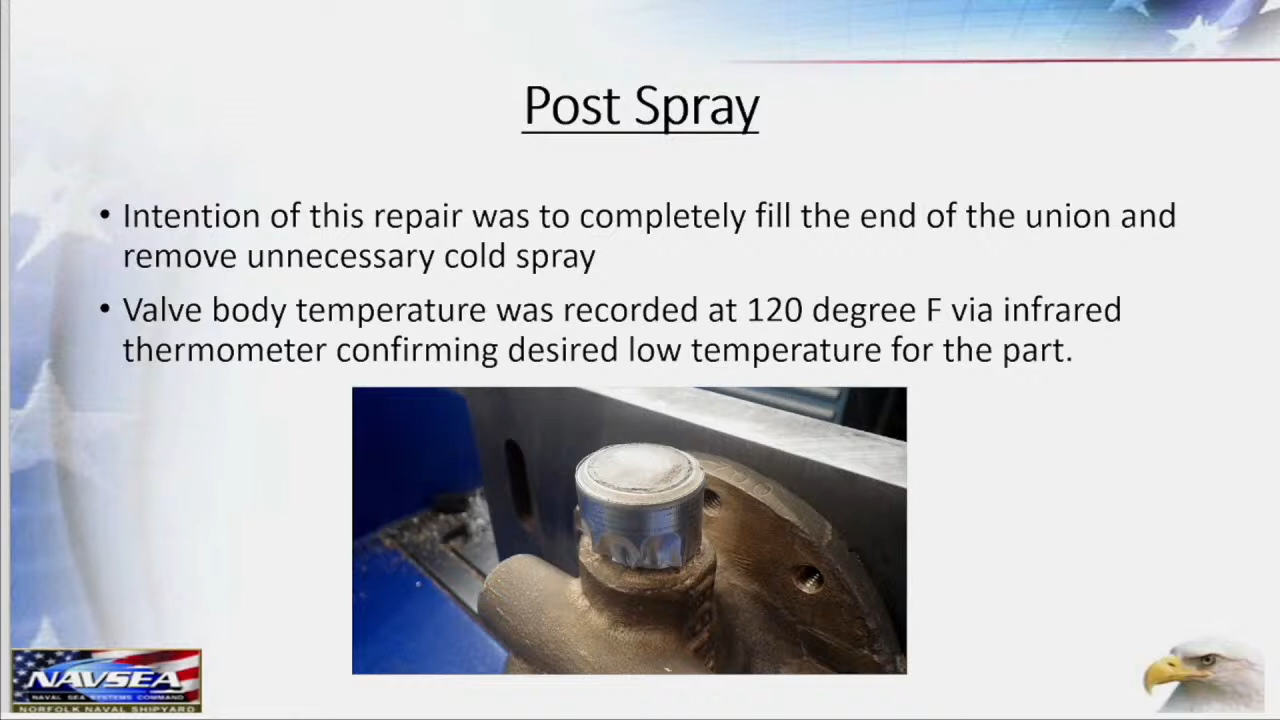 Post Spray
• Intention of this repair was to completely fill the end of the union and
remove unnecessary cold spray
• Valve body temperature was recorded at 120 degree F via infrared
thermometer confirming desired low temperature for the part.
NAVSEA
NAVAL SEA SYSTEMS COMMAND
NORFOLK NAVAL SHIPYARD